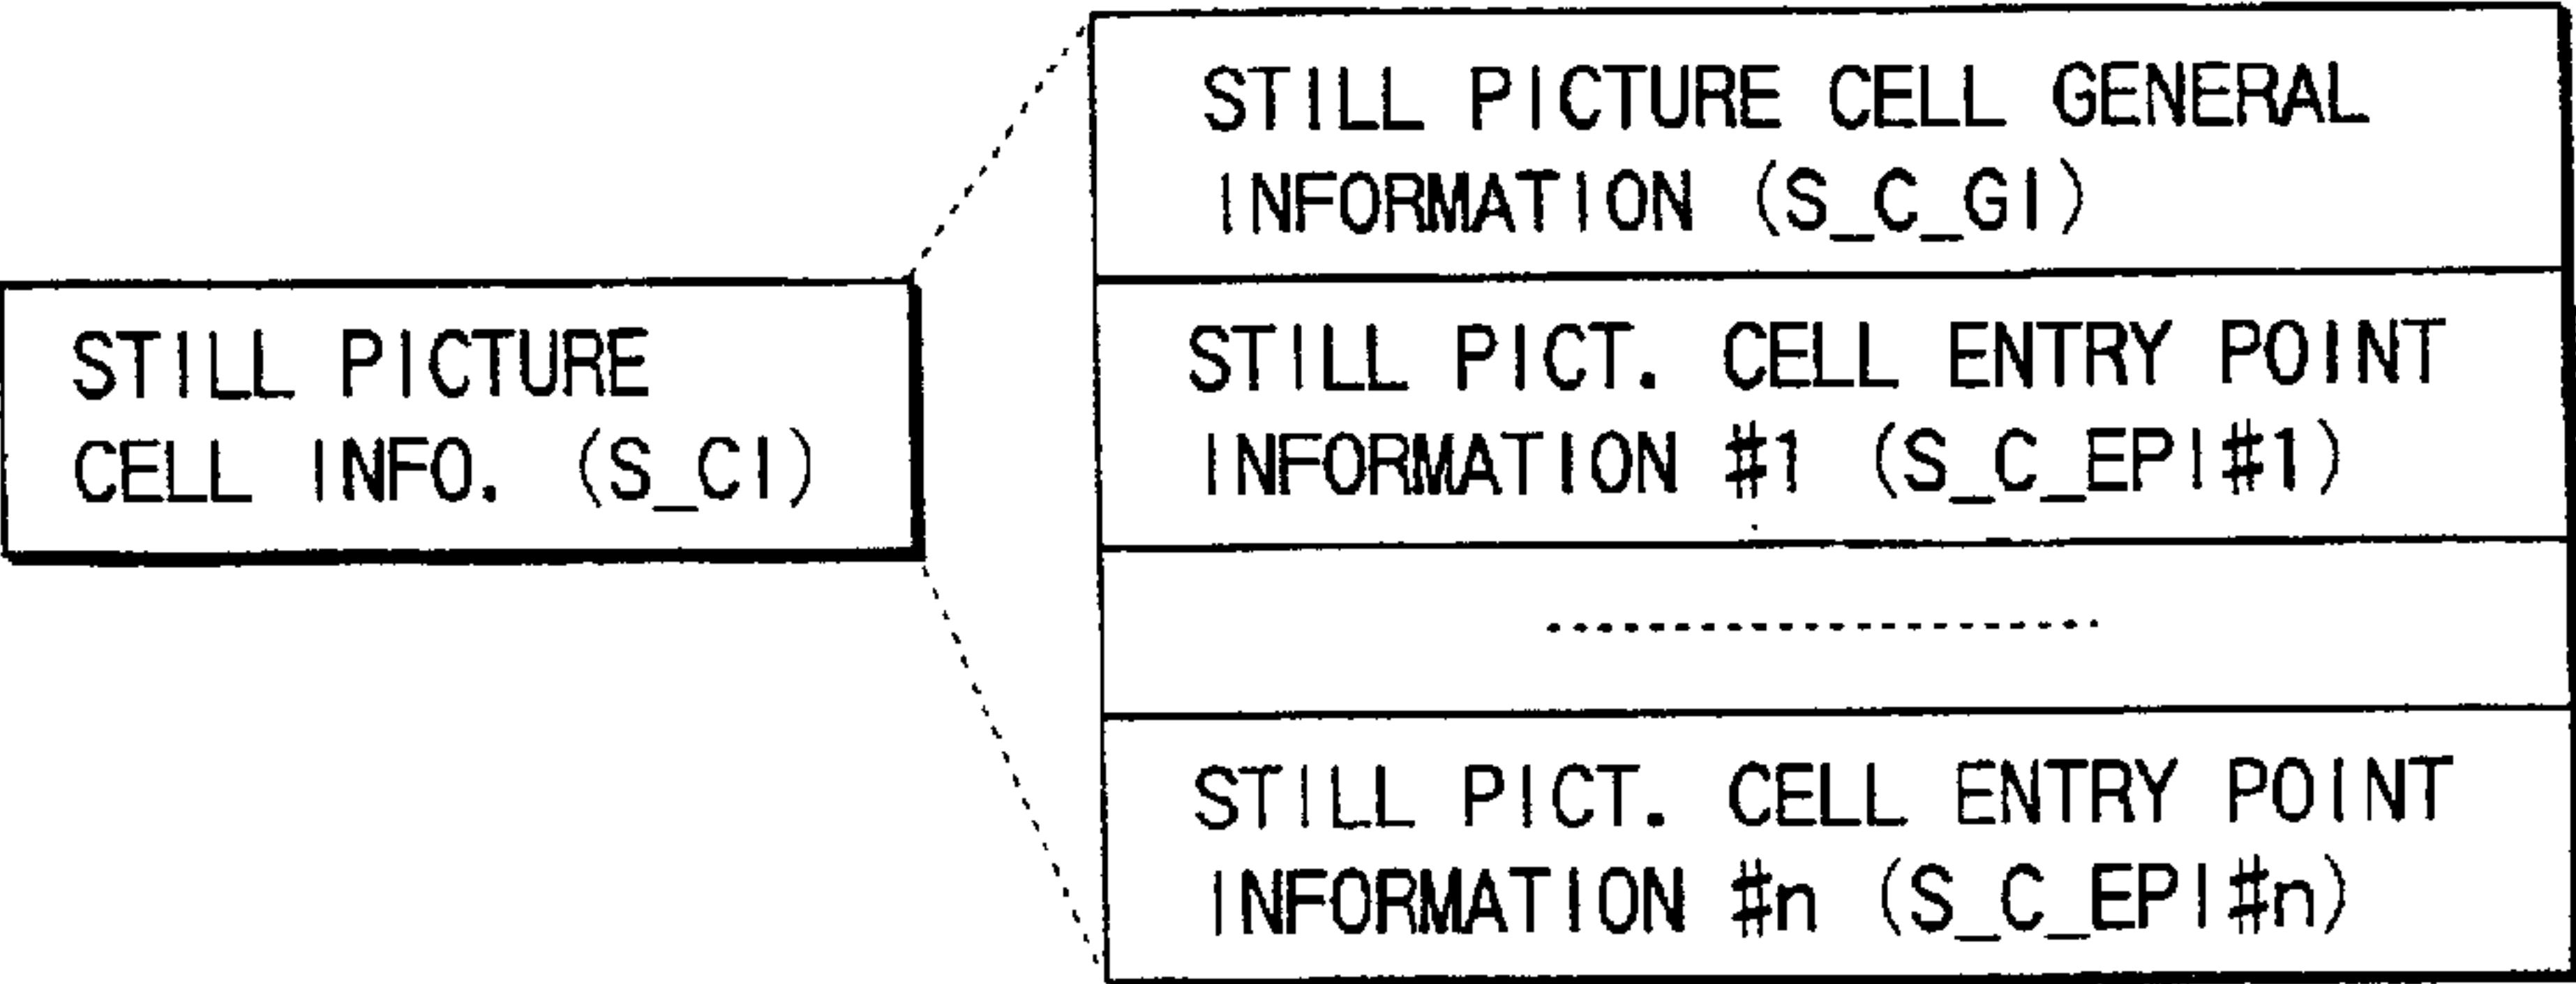 STILL PICTURE
CELL INFO. (S_CI)
STILL PICTURE CELL GENERAL
INFORMATION (S_C_GI)
STILL PICT. CELL ENTRY POINT
INFORMATION #1 (S_C_EPI#1)
STILL PICT. CELL ENTRY POINT
INFORMATION #n (S_C_EPI#n)